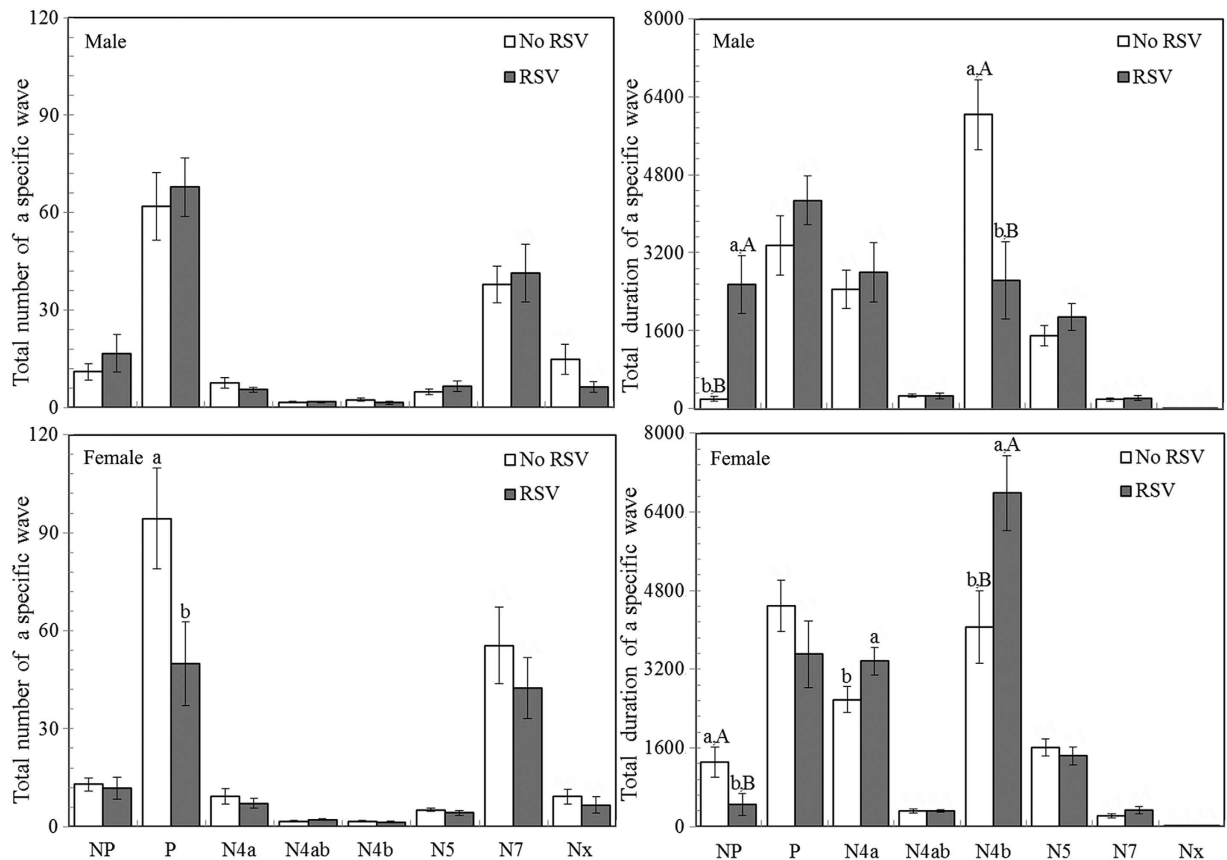 Male
No RSV
RSV
Total number of a specific wave
120
90
60
30
0
Male
No RSV
RSV
Total duration of a specific wave
8000
6400
4800
3200
1600
0
b,B
a,A
a,A
b,B
Female
No RSV
RSV
Total number of a specific wave
120
90
60
30
0
a
b
NP P N4a N4ab N4b N5 N7 Nx
Female
No RSV
RSV
Total duration of a specific wave
8000
6400
4800
3200
1600
0
a,A
b,B
b
a
b,B
a,A
NP P N4a N4ab N4b N5 N7 Nx